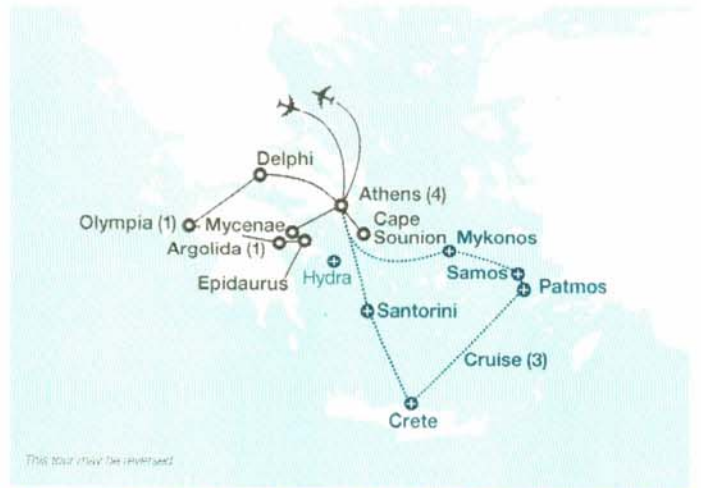 Delphi
Athens (4)
Olympia (1)
Mycenae
Cape
Sounion
Argolida (1)
Mykonos
Epidaurus
Hydra
Samos
Patmos
Santorini
Cruise (3)
Crete
This tour may be reversed